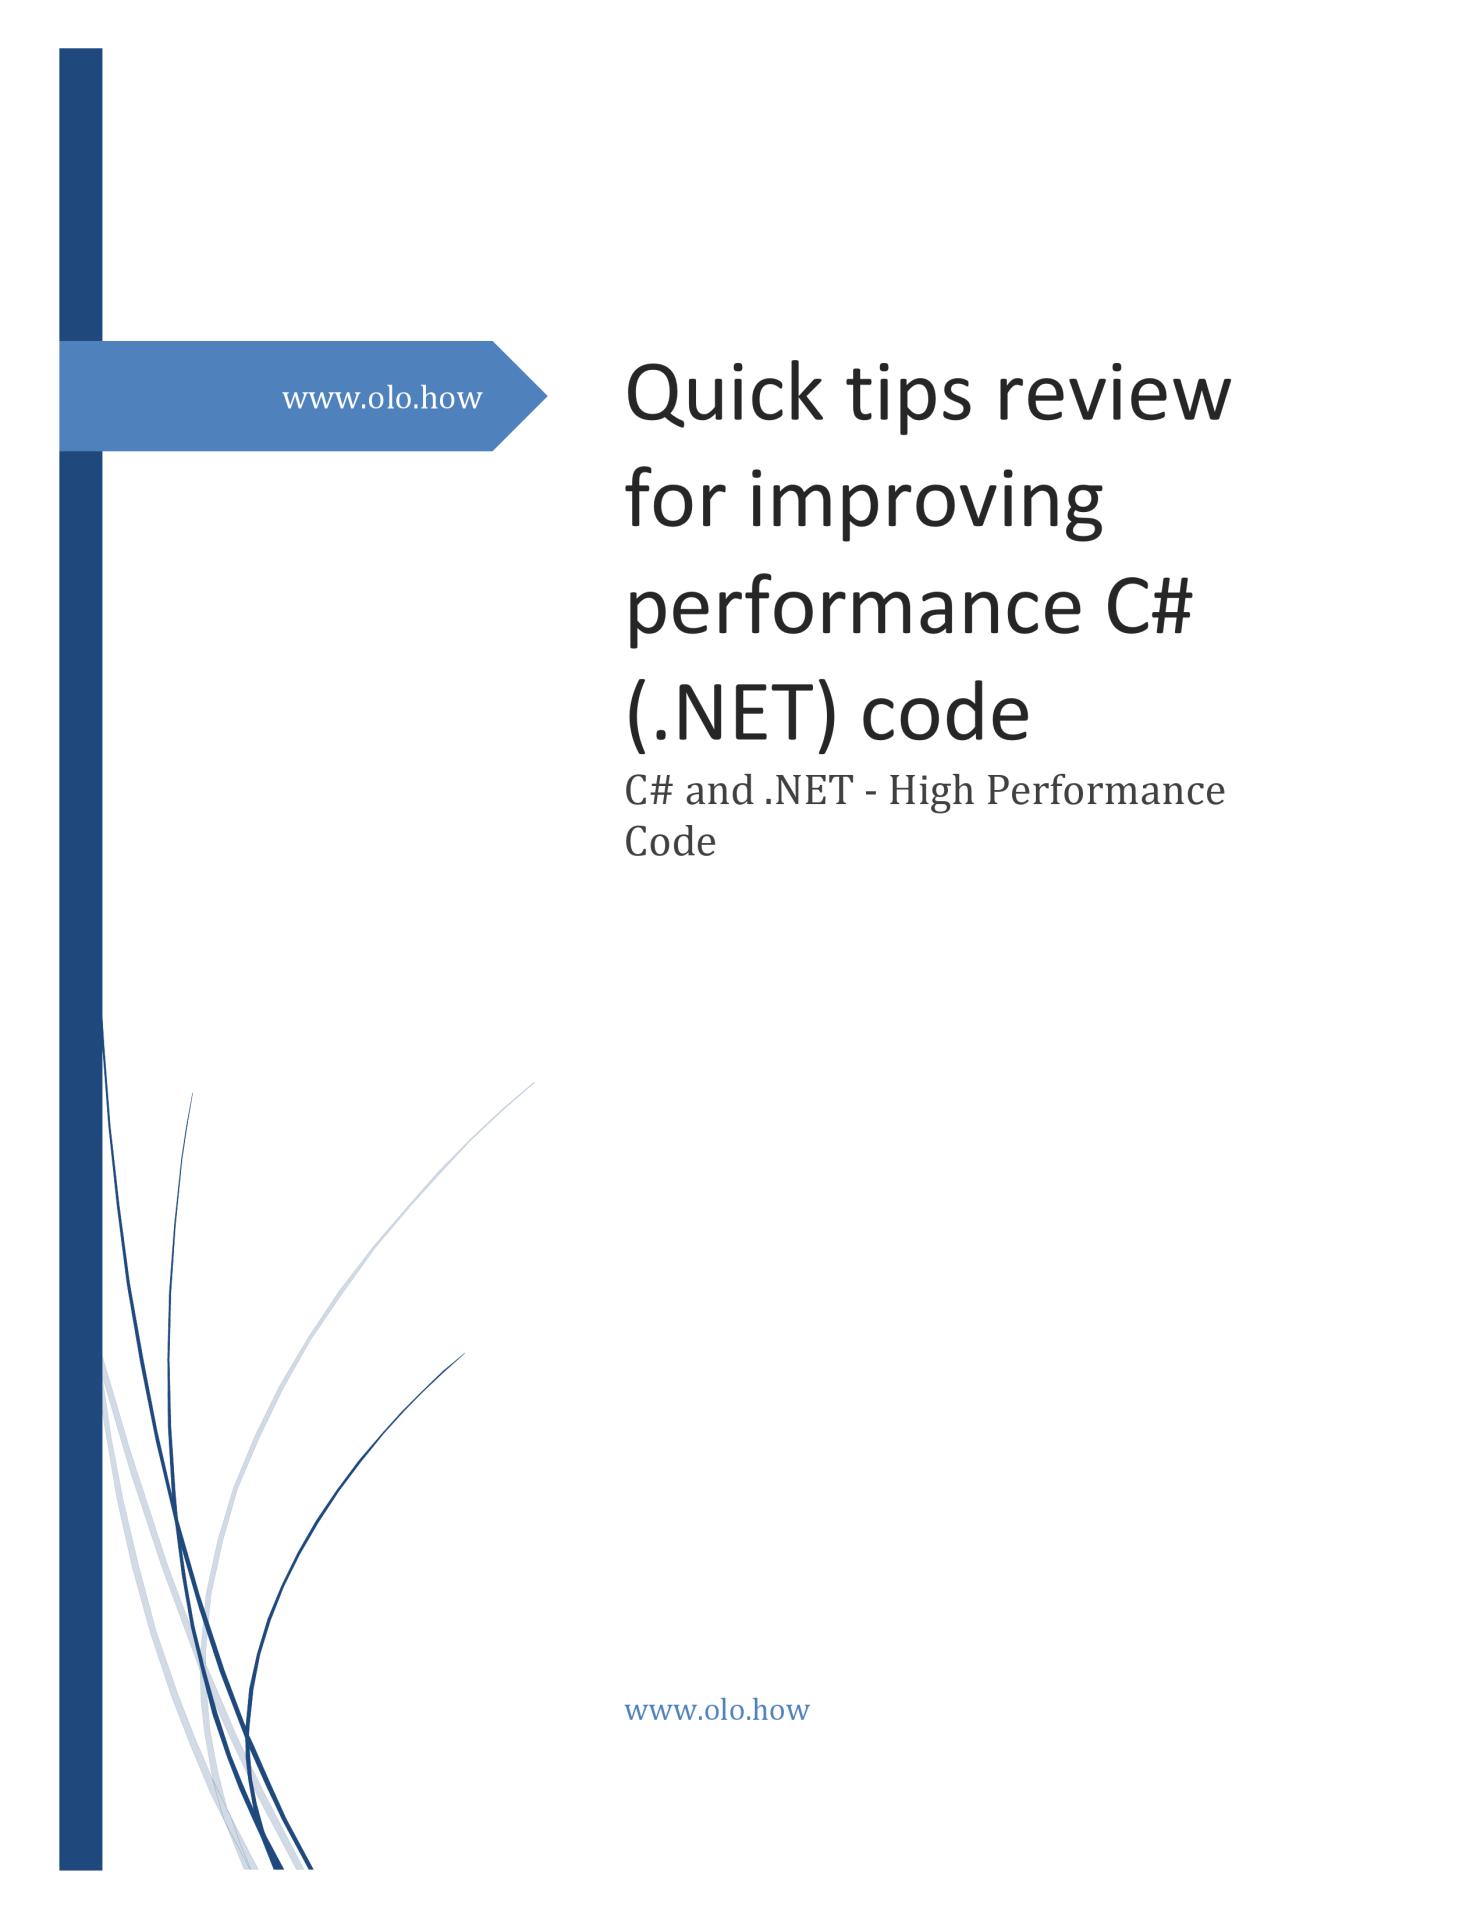 www.olo.how
Quick tips review
for improving
performance C#
(.NET) code
C# and .NET - High Performance
Code
www.olo.how